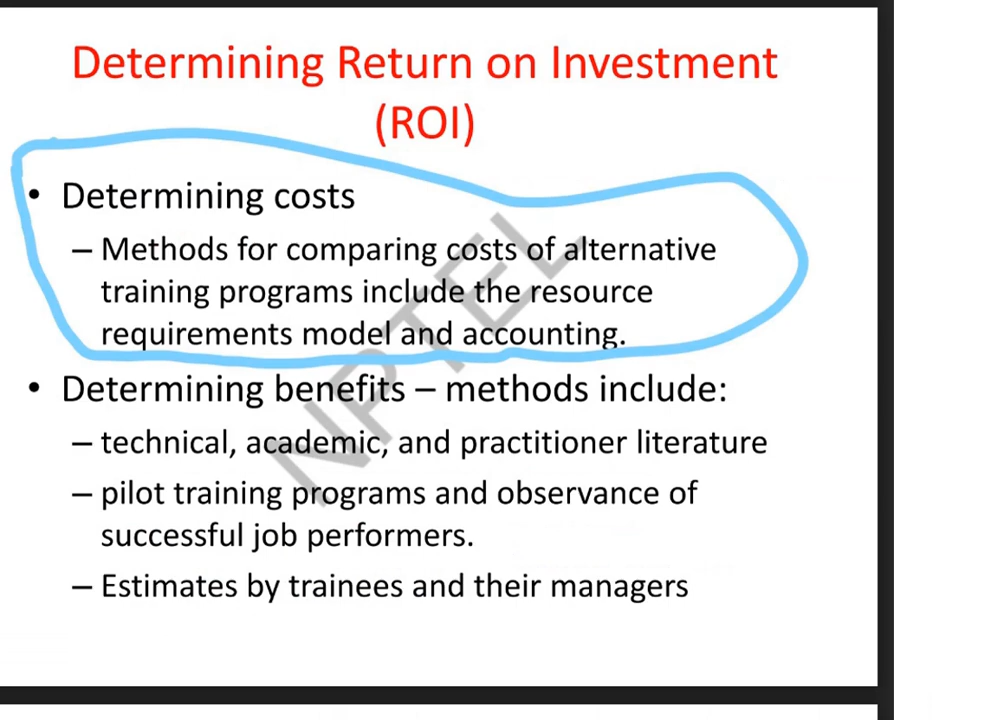 Determining Return on Investment
(ROI)
• Determining costs
– Methods for comparing costs of alternative
training programs include the resource
requirements model and accounting.
• Determining benefits – methods include:
– technical, academic, and practitioner literature
– pilot training programs and observance of
successful job performers.
– Estimates by trainees and their managers
NPTEL